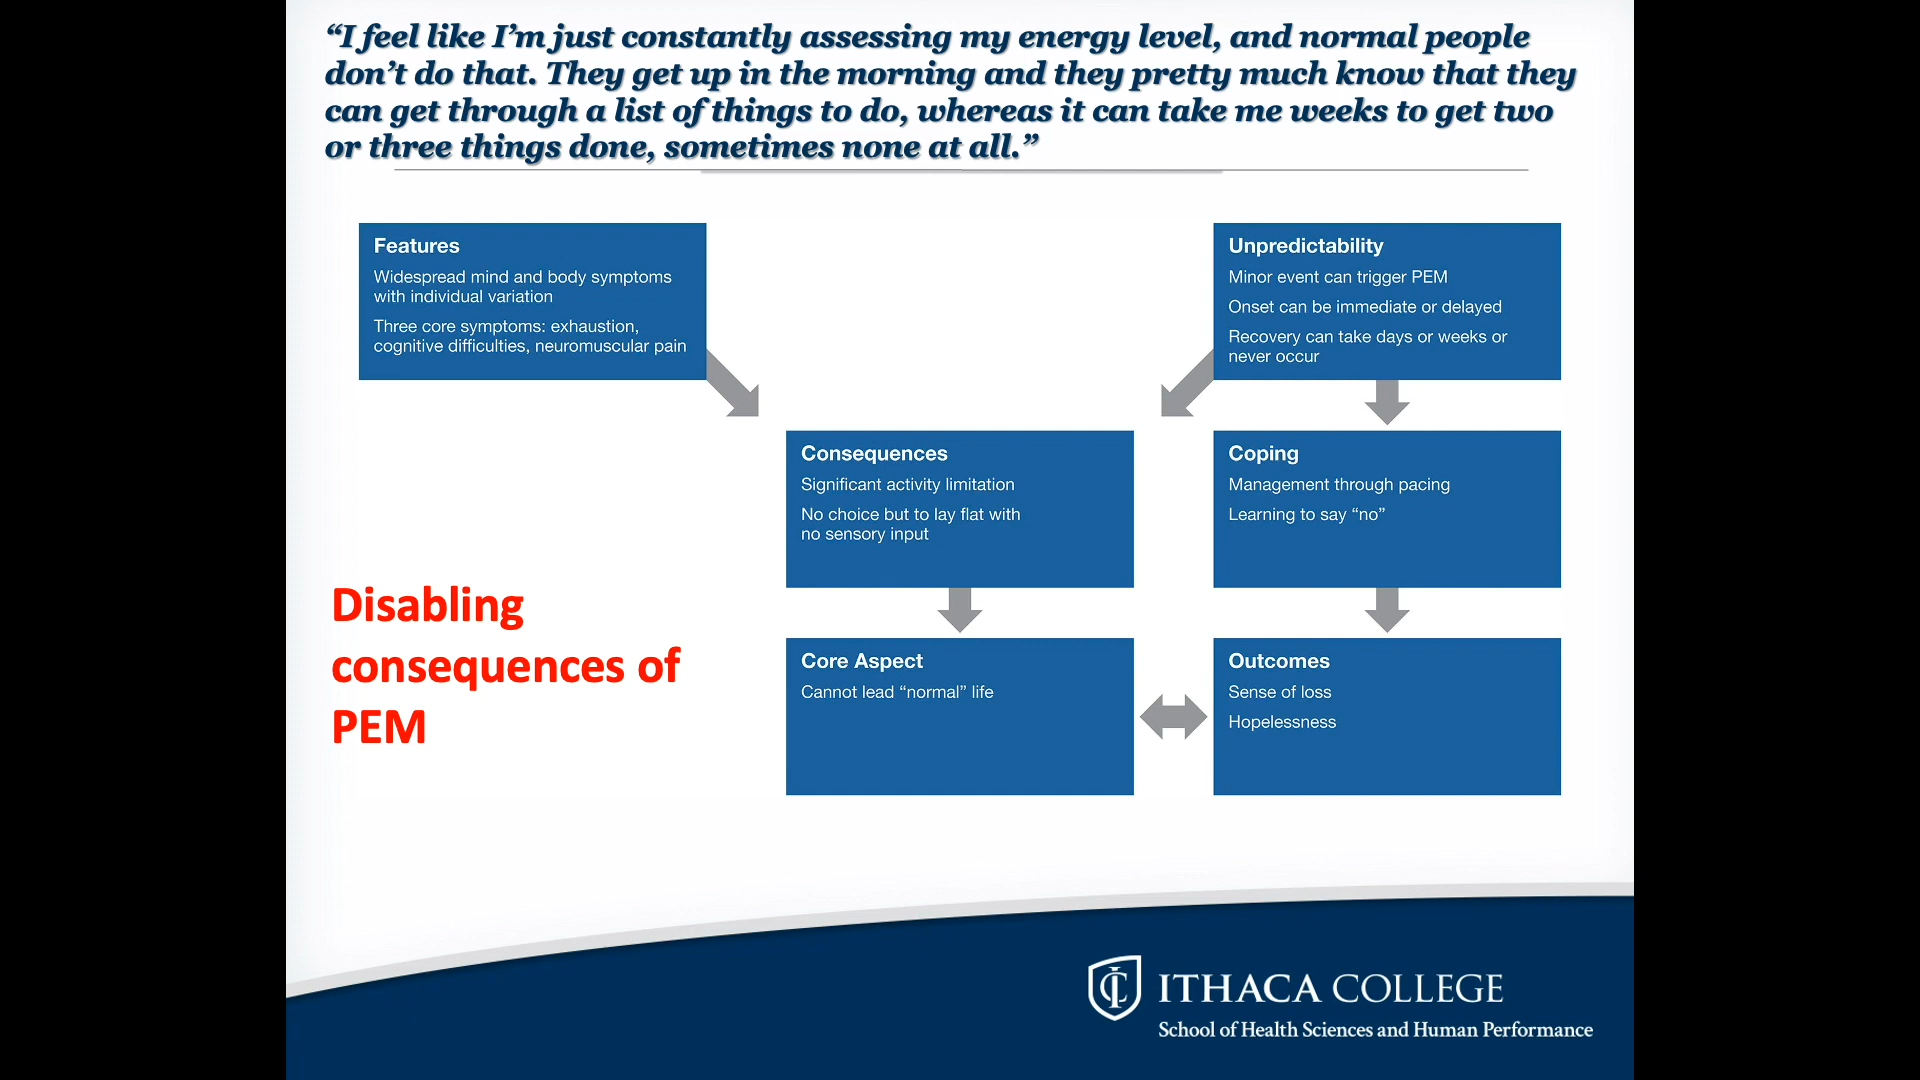 “I feel like I’m just constantly assessing my energy level, and normal people
don’t do that. They get up in the morning and they pretty much know that they
can get through a list of things to do, whereas it can take me weeks to get two
or three things done, sometimes none at all.”
Features
Widespread mind and body symptoms
with individual variation
Three core symptoms: exhaustion,
cognitive difficulties, neuromuscular pain
Unpredictability
Minor event can trigger PEM
Onset can be immediate or delayed
Recovery can take days or weeks or
never occur
Consequences
Significant activity limitation
No choice but to lay flat with
no sensory input
Coping
Management through pacing
Learning to say “no”
Disabling
consequences of
PEM
Core Aspect
Cannot lead “normal” life
Outcomes
Sense of loss
Hopelessness
IC
ITHACA COLLEGE
School of Health Sciences and Human Performance